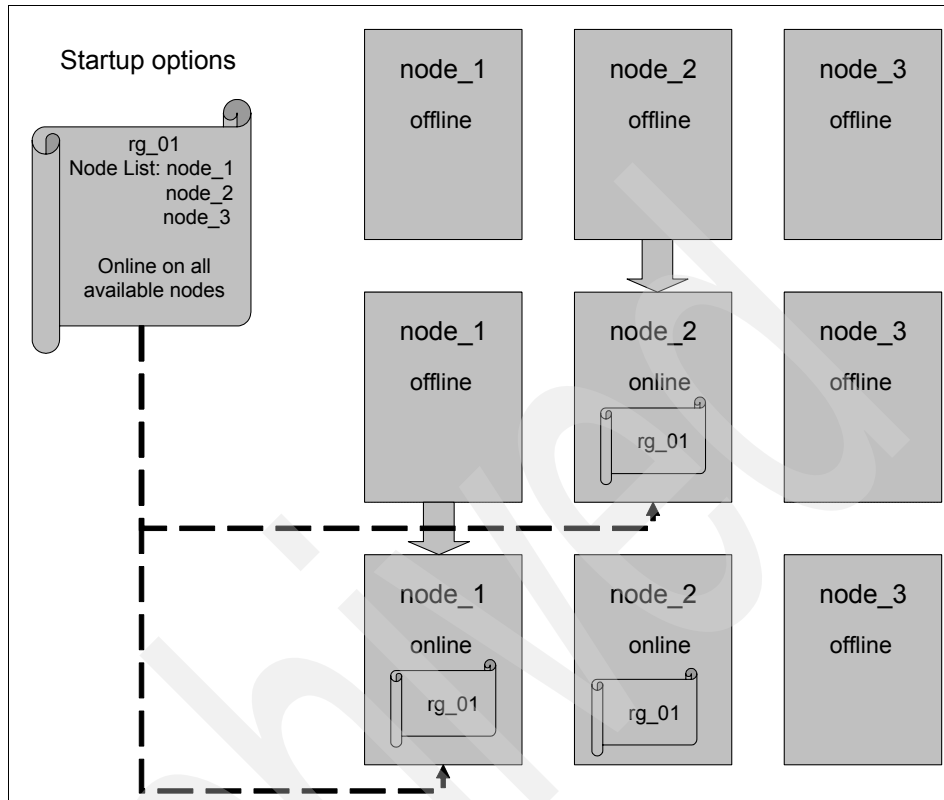 Startup options
rg_01
Node List: node_1
node_2
node_3
Online on all
available nodes
node_1
offline
node_2
offline
node_3
offline
node_1
offline
node_2
online
rg_01
node_3
offline
node_1
online
rg_01
node_2
online
rg_01
node_3
offline